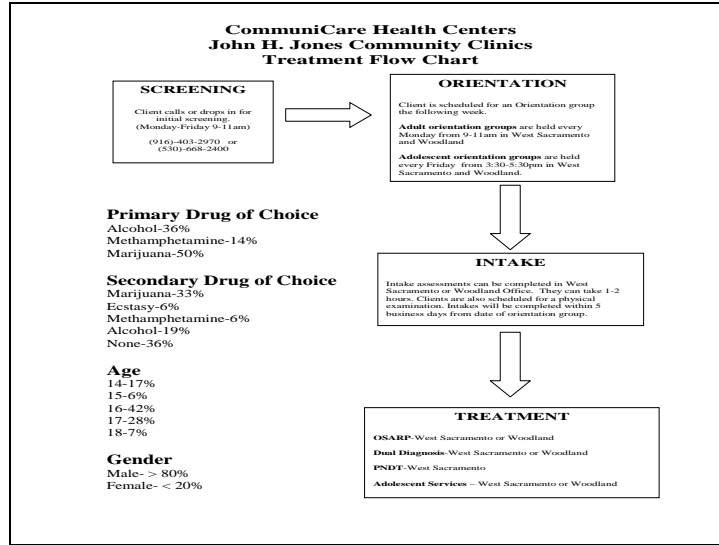 CommuniCare Health Centers
John H. Jones Community Clinics
Treatment Flow Chart
SCREENING
Client calls or drops in for
initial screening.
(Monday-Friday 9-11am)
(916)-403-2970 or
(530)-668-2400
ORIENTATION
Client is scheduled for an Orientation group
the following week.
Adult orientation groups are held every
Monday from 9-11am in West Sacramento
and Woodland
Adolescent orientation groups are held
every Friday from 3:30-5:30pm in West
Sacramento and Woodland.
Primary Drug of Choice
Alcohol-36%
Methamphetamine-14%
Marijuana-50%
Secondary Drug of Choice
Marijuana-33%
Ecstasy-6%
Methamphetamine-6%
Alcohol-19%
None-36%
Age
14-17%
15-6%
16-42%
17-28%
18-7%
Gender
Male- > 80%
Female- < 20%
INTAKE
Intake assessments can be completed in West
Sacramento or Woodland Office. They can take 1-2
hours. Clients are also scheduled for a physical
examination. Intakes will be completed within 5
business days from date of orientation group.
TREATMENT
OSARP-West Sacramento or Woodland
Dual Diagnosis-West Sacramento or Woodland
PNDT-West Sacramento
Adolescent Services – West Sacramento or Woodland